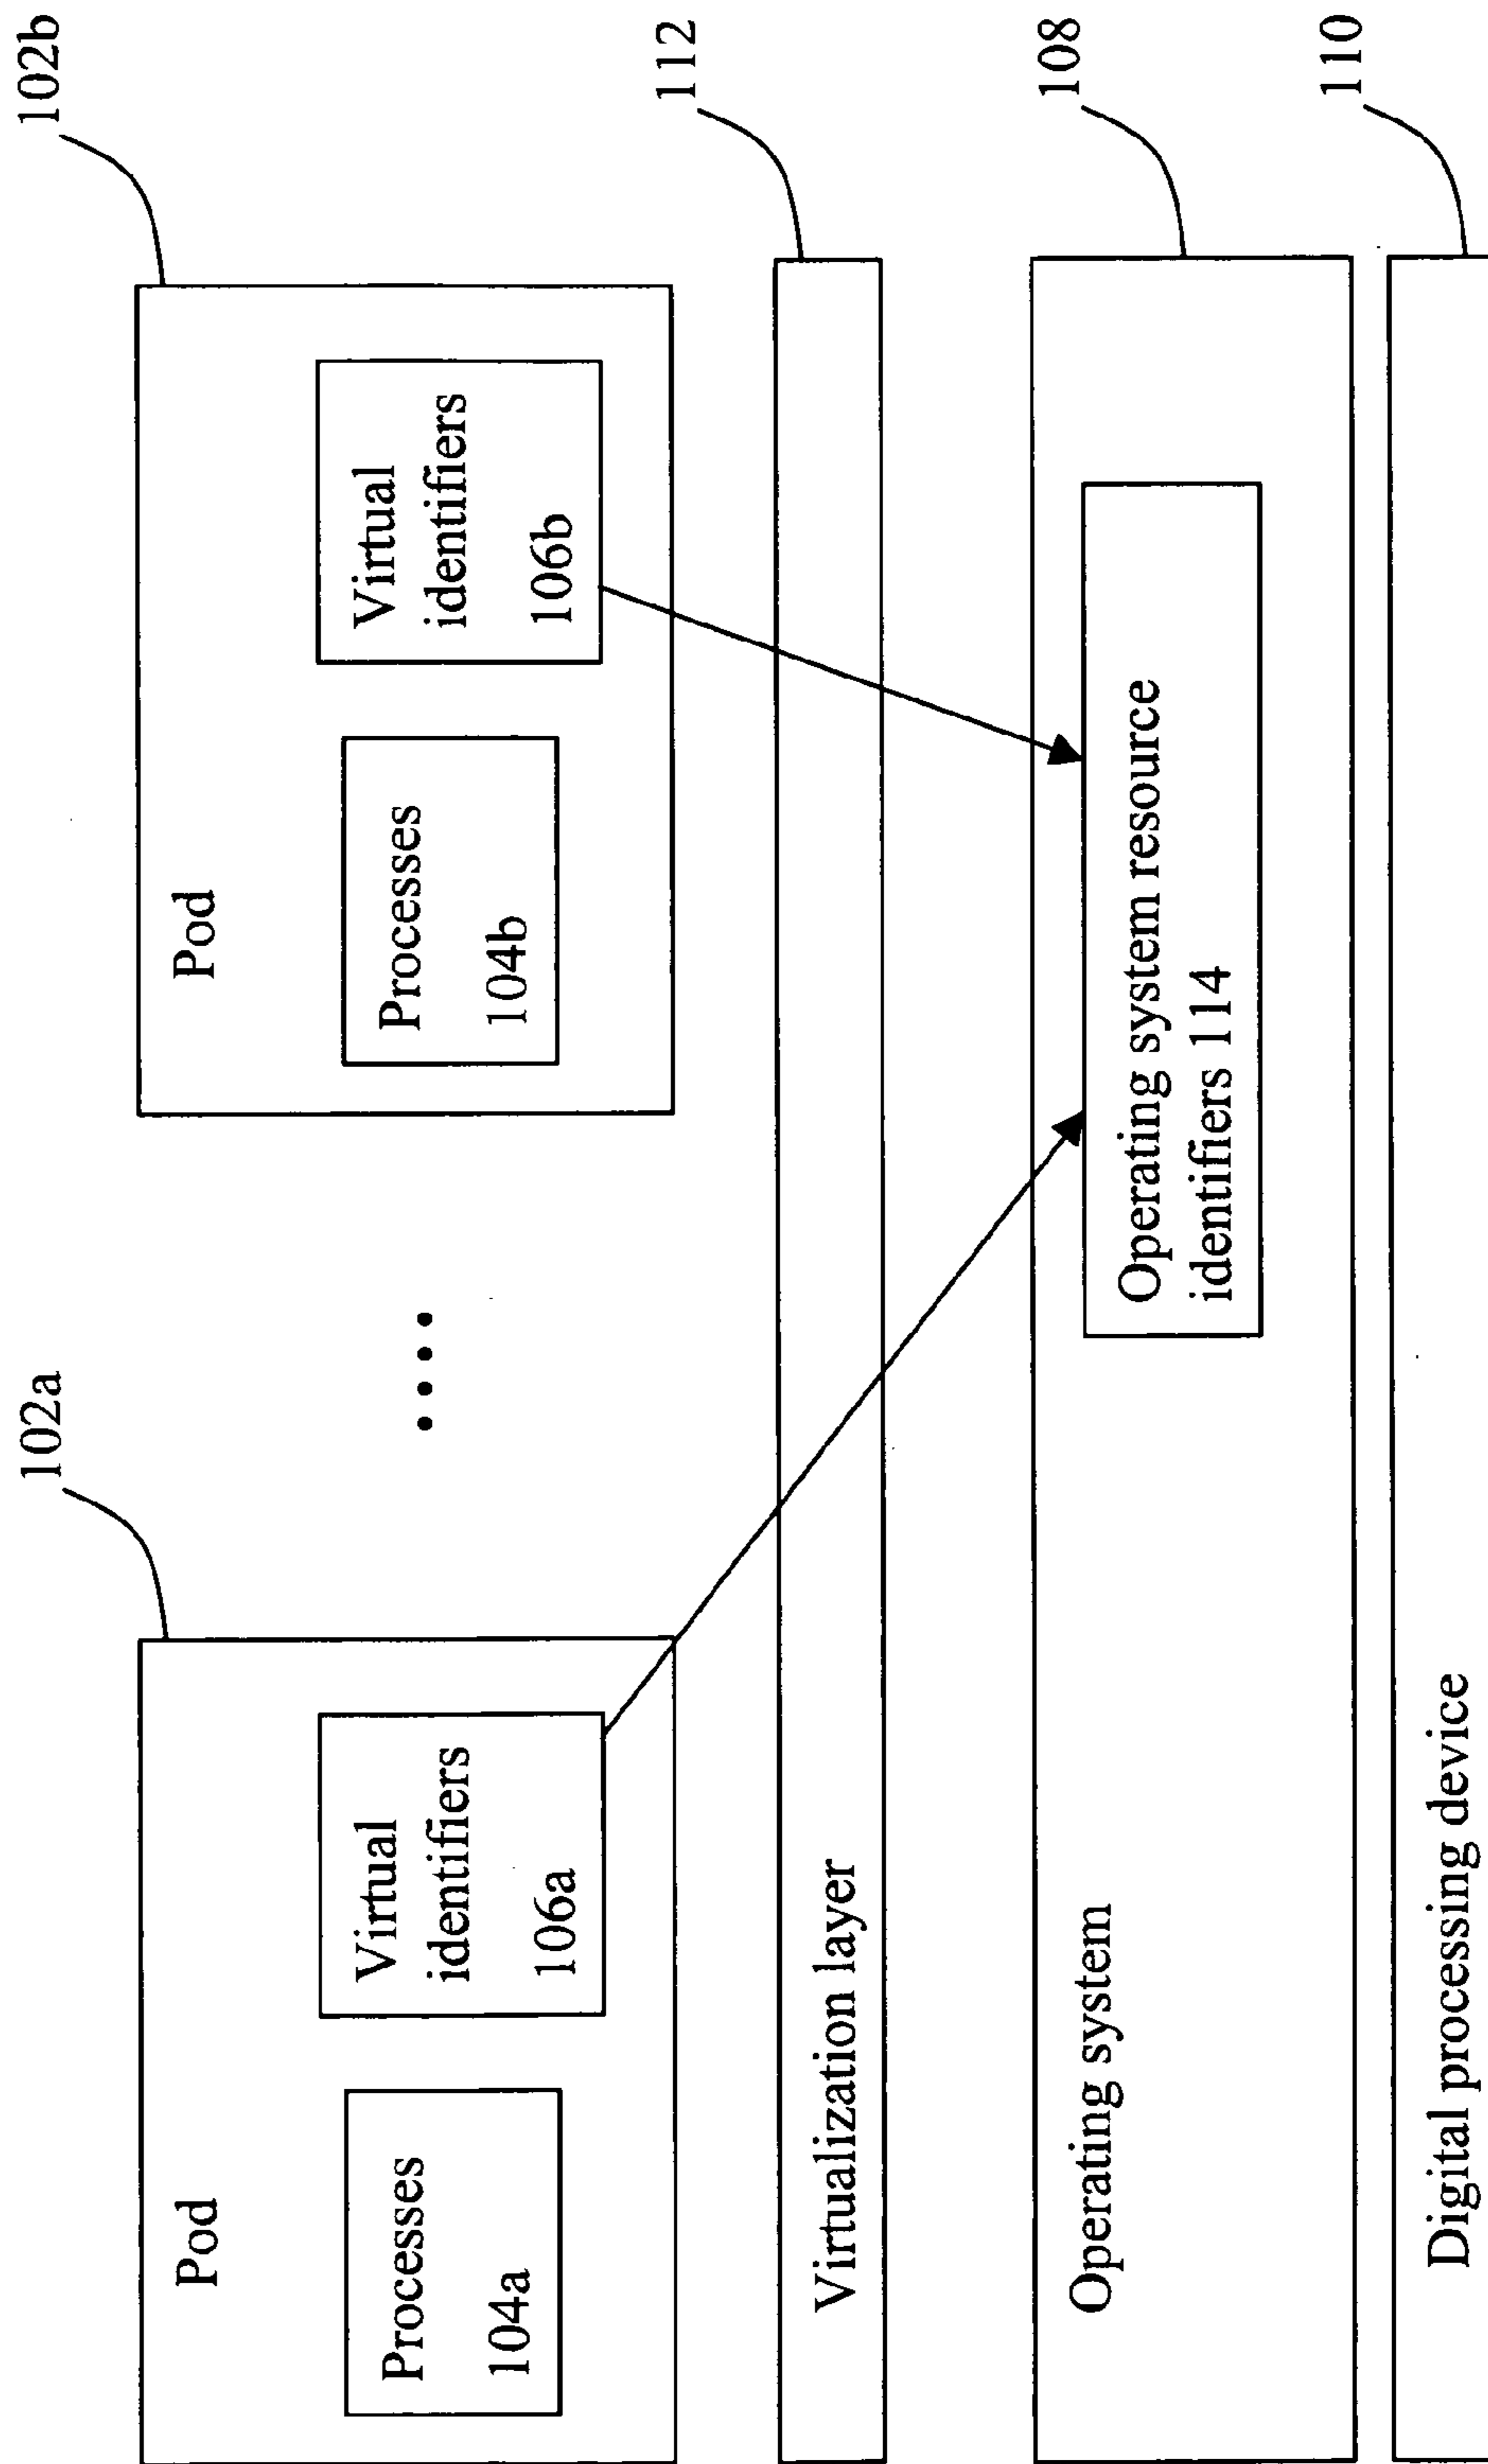 102a
102b
Pod
Processes
104a
Virtual
identifiers
106a
....
Pod
Processes
104b
Virtual
identifiers
106b
Virtualization layer
112
Operating system
108
Operating system resource
identifiers 114
Digital processing device
110